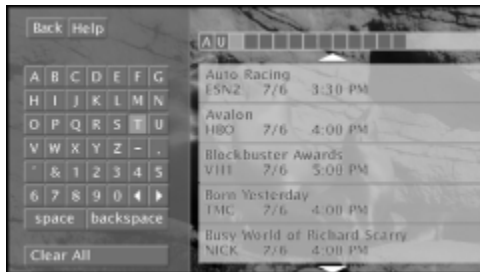 Back Help
A U
A B C D E F G
H I J K L M N
O P Q R S T U
V W X Y Z - .
' & 1 2 3 4 5
6 7 8 9 0
space backspace
Clear All
Auto Racing
ESN2 7/6 3:30 PM
Avalon
HBO 7/6 4:00 PM
Blockbuster Awards
VH1 7/6 5:00 PM
Born Yesterday
TMC 7/6 4:00 PM
Busy World of Richard Scarry
NICK 7/6 4:00 PM